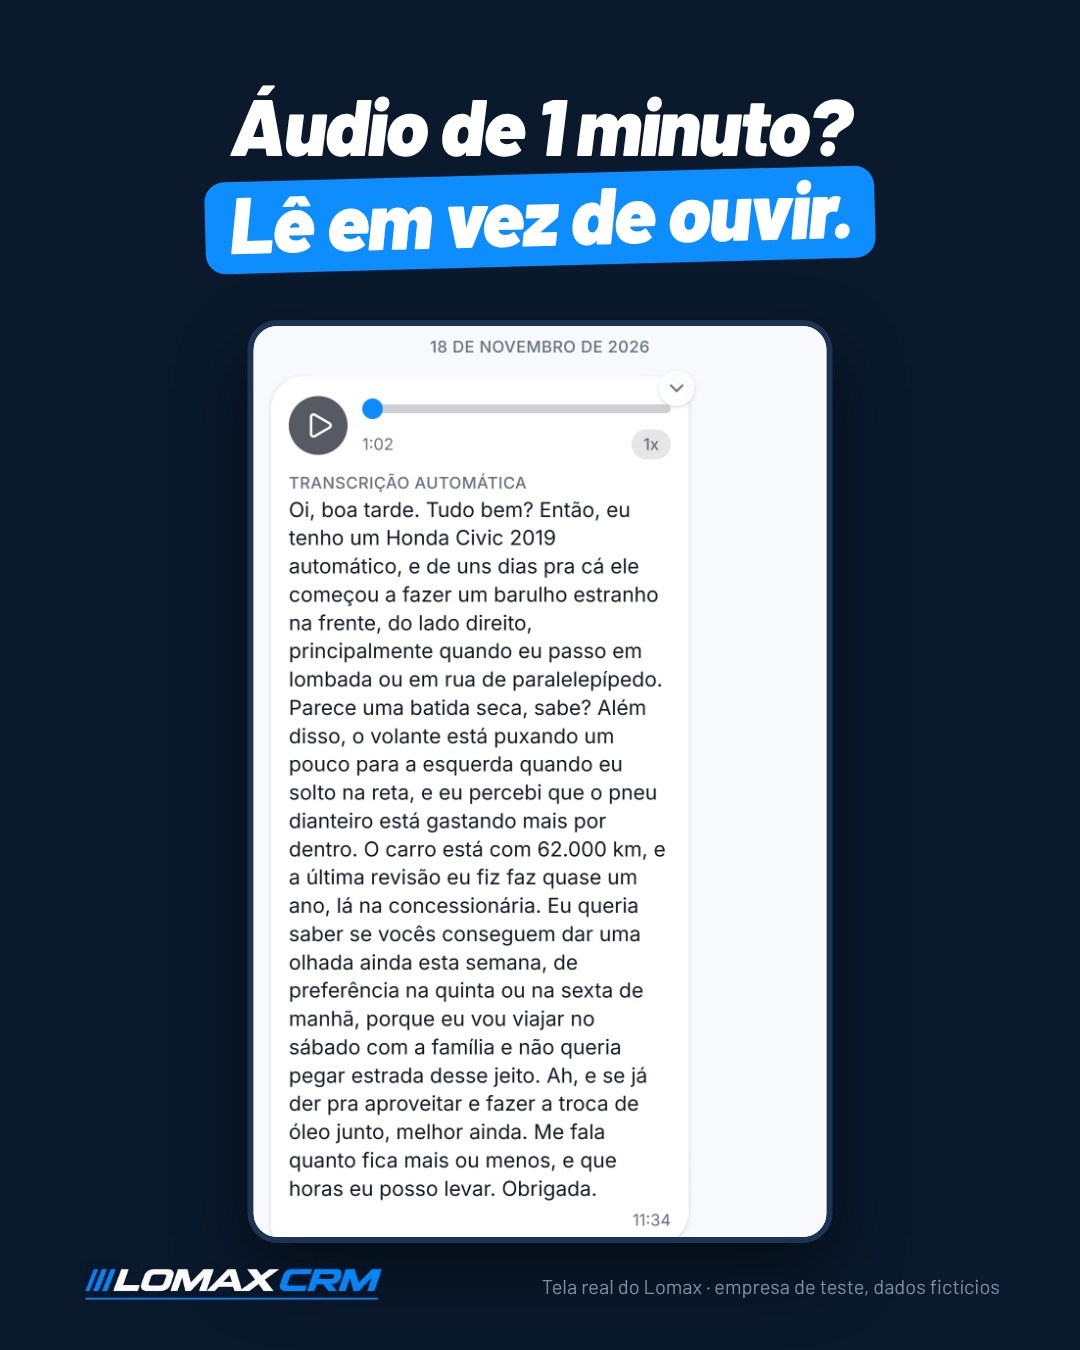 Áudio de 1 minuto?
Lê em vez de ouvir.
18 DE NOVEMBRO DE 2026
1:02
1x
TRANSCRIÇÃO AUTOMÁTICA
Oi, boa tarde. Tudo bem? Então, eu
tenho um Honda Civic 2019
automático, e de uns dias pra cá ele
começou a fazer um barulho estranho
na frente, do lado direito,
principalmente quando eu passo em
lombada ou em rua de paralelepípedo.
Parece uma batida seca, sabe? Além
disso, o volante está puxando um
pouco para a esquerda quando eu
solto na reta, e eu percebi que o pneu
dianteiro está gastando mais por
dentro. O carro está com 62.000 km, e
a última revisão eu fiz faz quase um
ano, lá na concessionária. Eu queria
saber se vocês conseguem dar uma
olhada ainda esta semana, de
preferência na quinta ou na sexta de
manhã, porque eu vou viajar no
sábado com a família e não queria
pegar estrada desse jeito. Ah, e se já
der pra aproveitar e fazer a troca de
óleo junto, melhor ainda. Me fala
quanto fica mais ou menos, e que
horas eu posso levar. Obrigada.
11:34
LOMAX CRM
Tela real do Lomax · empresa de teste, dados fictícios